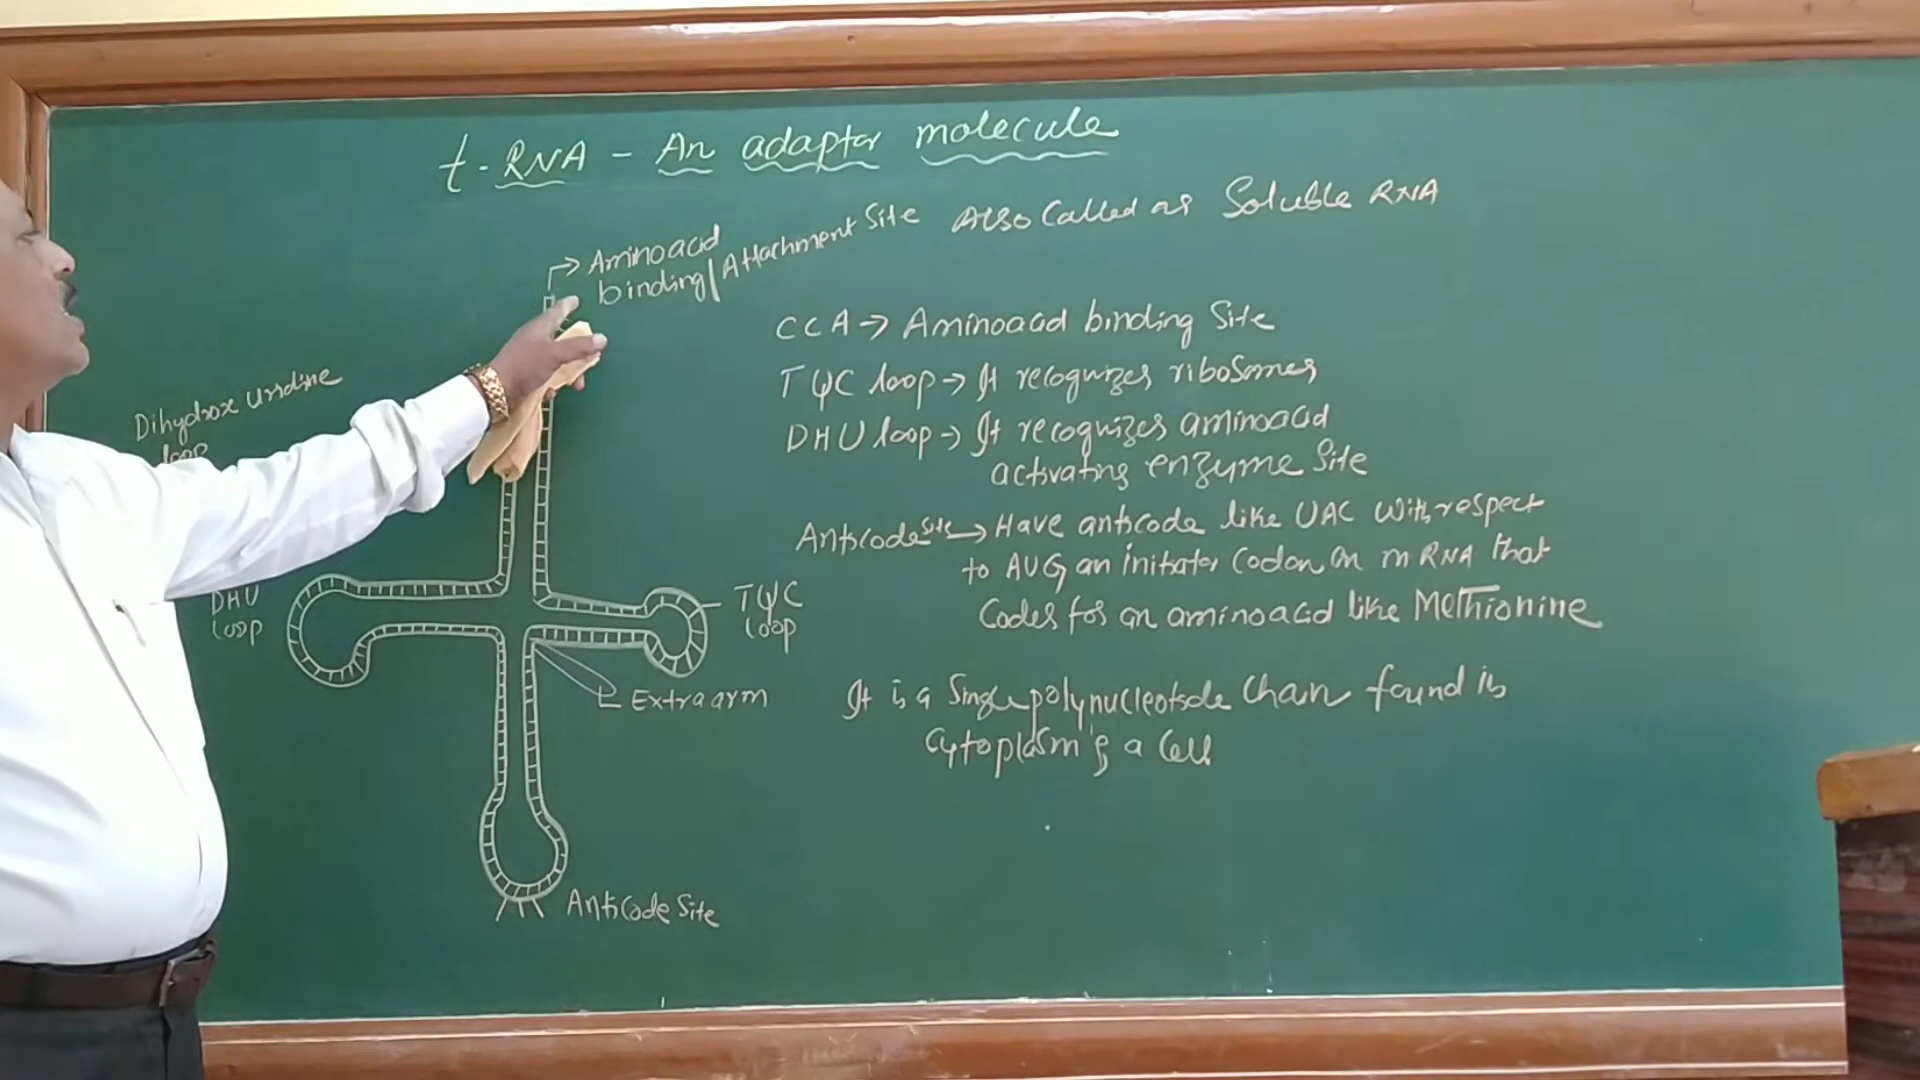 t-RNA - An adaptor molecule
Also Called as Soluble RNA
Aminoacid
binding/Attachment Site
CCA → Aminoacid binding Site
TψC loop → It recognizes ribosomes
DHU loop → It recognizes aminoacid
activating enzyme site
Anticode site → Have anticode like UAC with respect
to AUG an initiator codon on mRNA that
Codes for an aminoacid like Methionine
It is a Single polynucleotide chain found in
Cytoplasm of a Cell
Dihydrox uridine
loop
DHU
loop
TψC
loop
Extra arm
Anticode Site